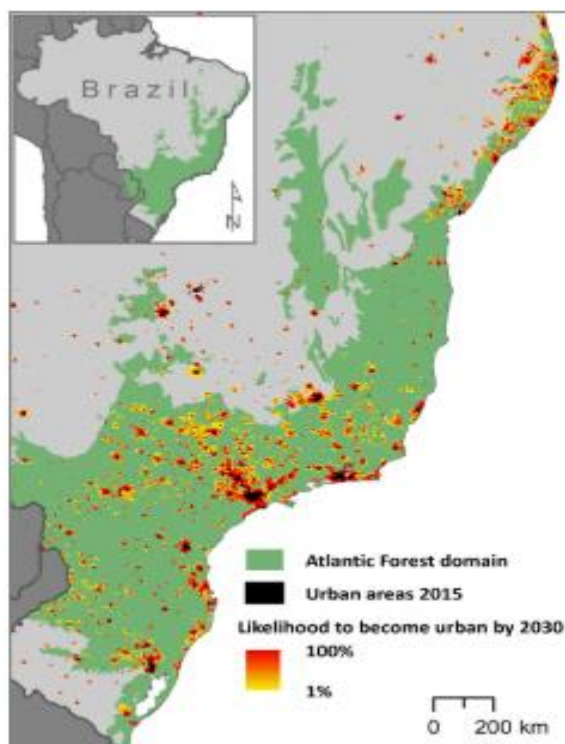 Brazil
N
Atlantic Forest domain
Urban areas 2015
Likelihood to become urban by 2030
100%
1%
0 200 km